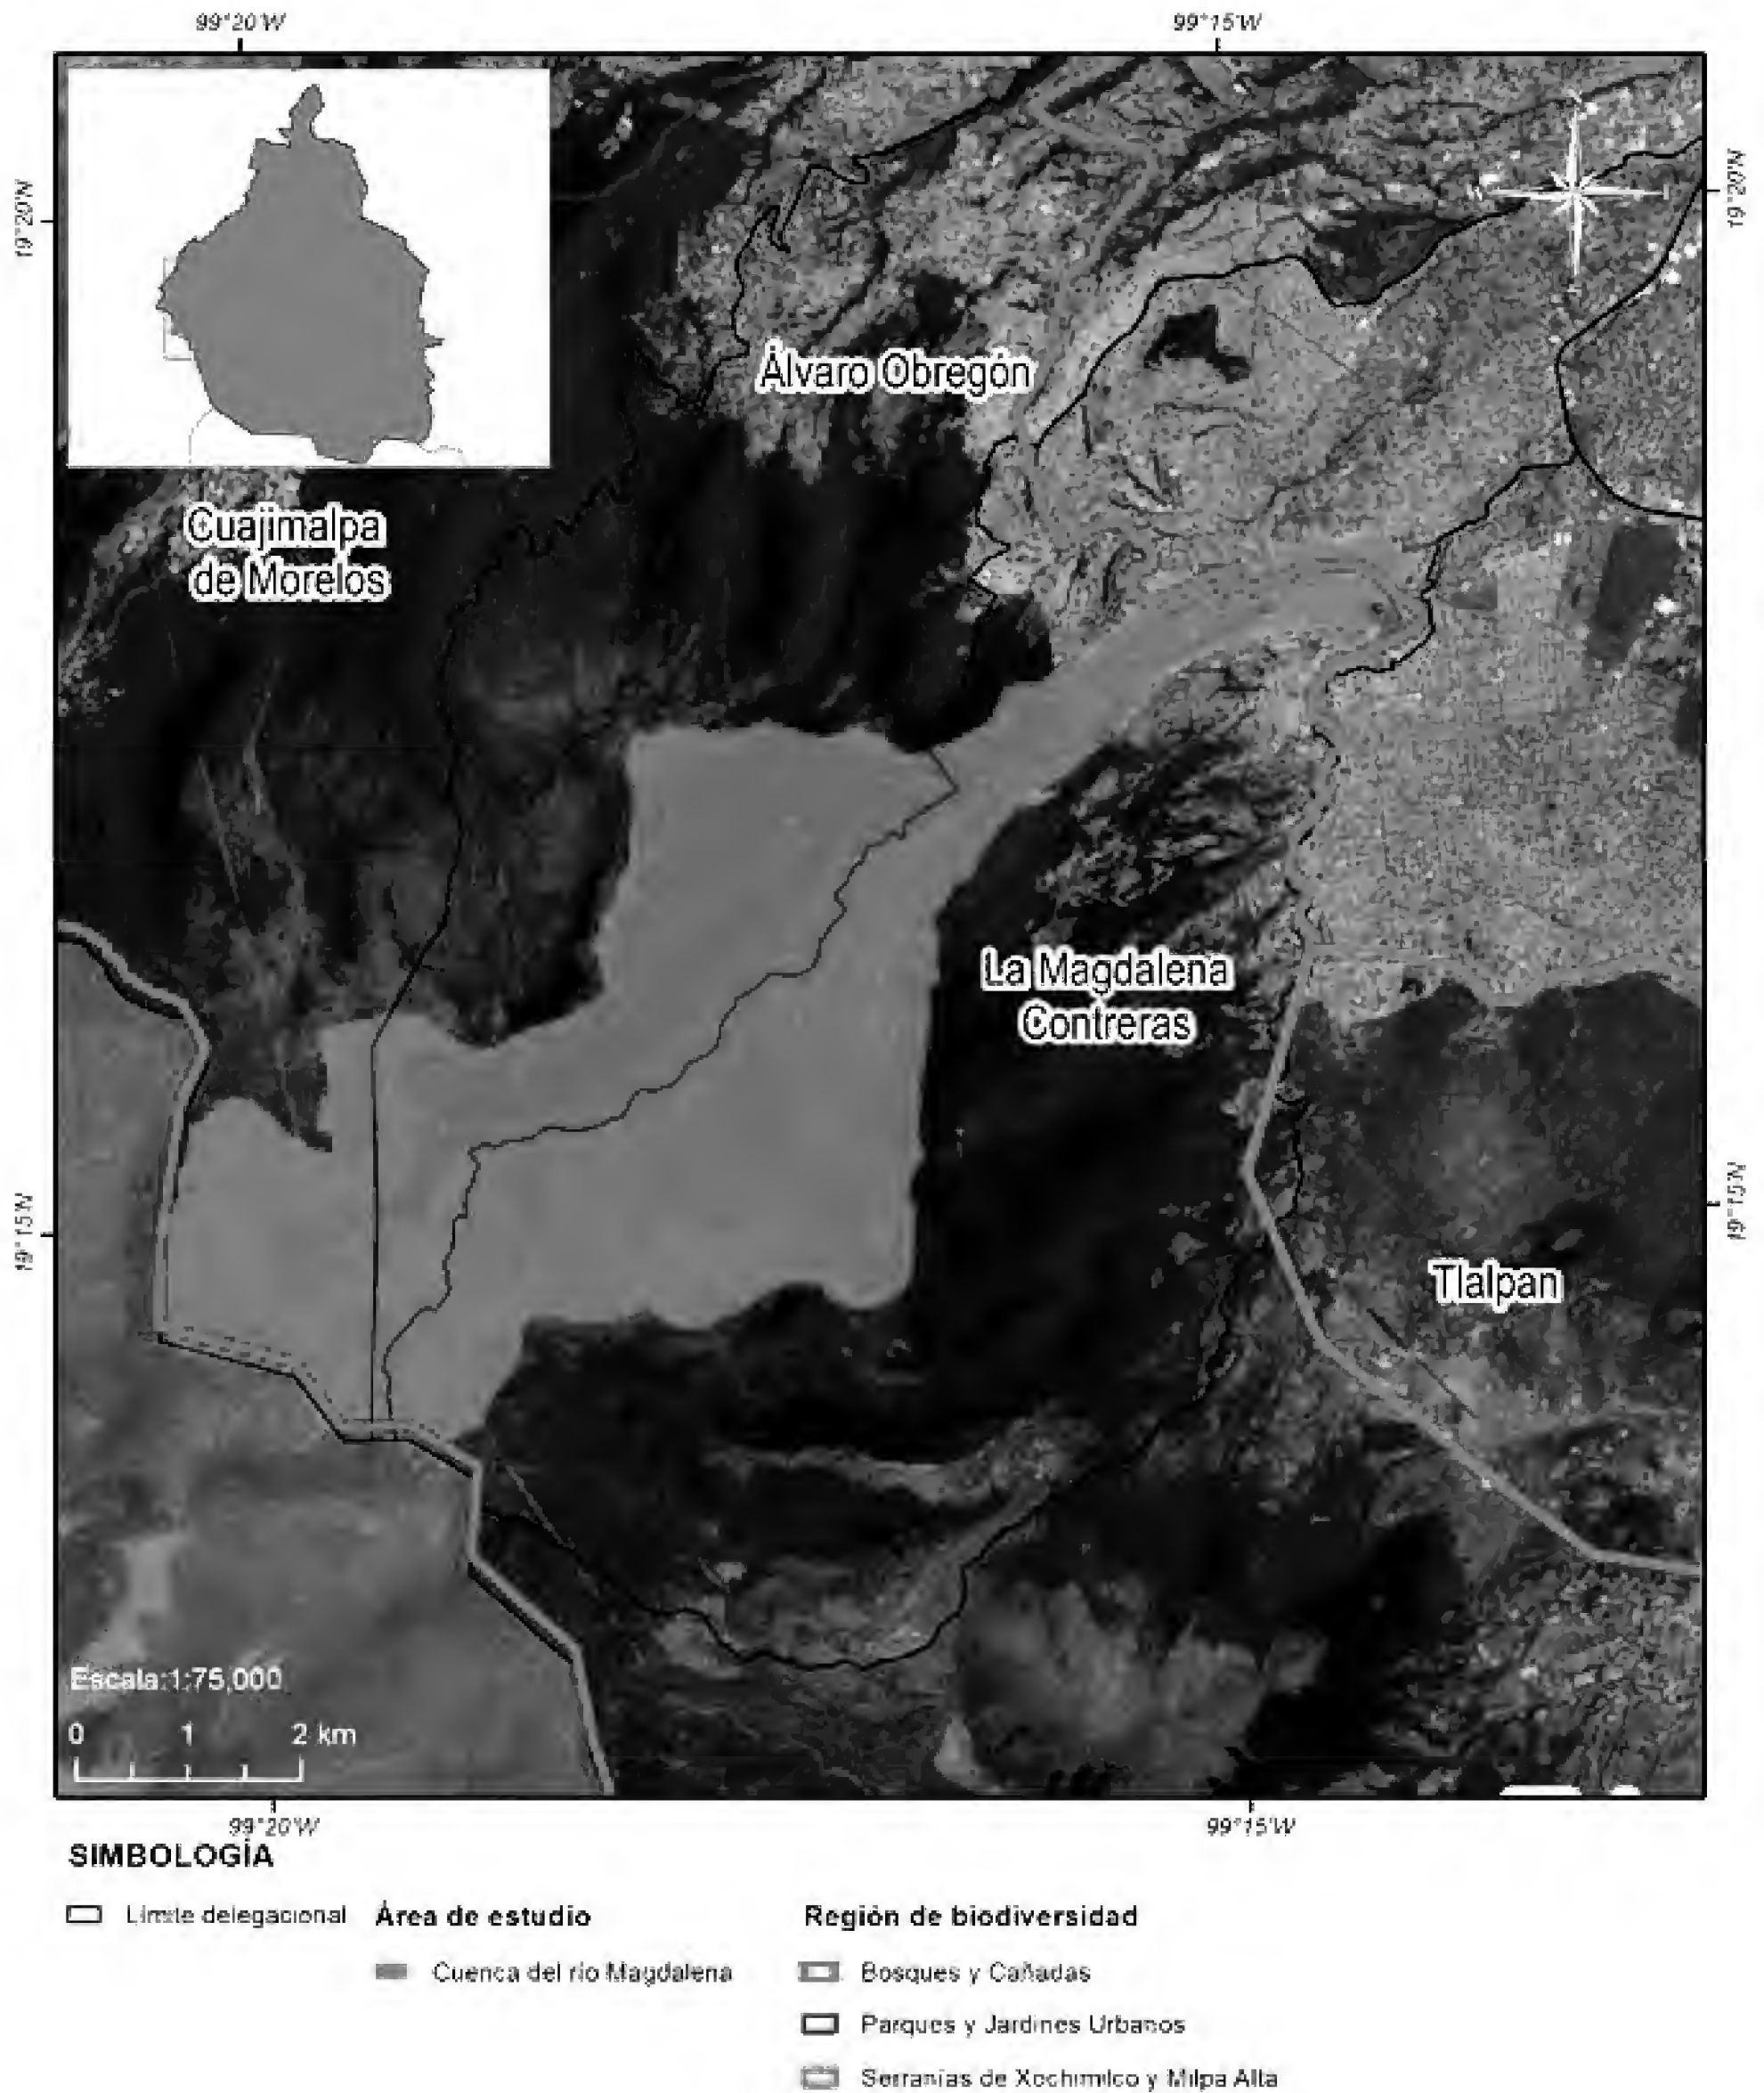 99°20'W
99°15'W
19°20'N
19°20'N
Álvaro Obregón
Cuajimalpa
de Morelos
La Magdalena
Contreras
19°15'W
19°15'W
Tlalpan
Escala:1:75,000
0 1 2 km
99°20'W
99°15'W
SIMBOLOGÍA
Límite delegacional
Área de estudio
Cuenca del río Magdalena
Región de biodiversidad
Bosques y Cañadas
Parques y Jardines Urbanos
Serranías de Xochimilco y Milpa Alta